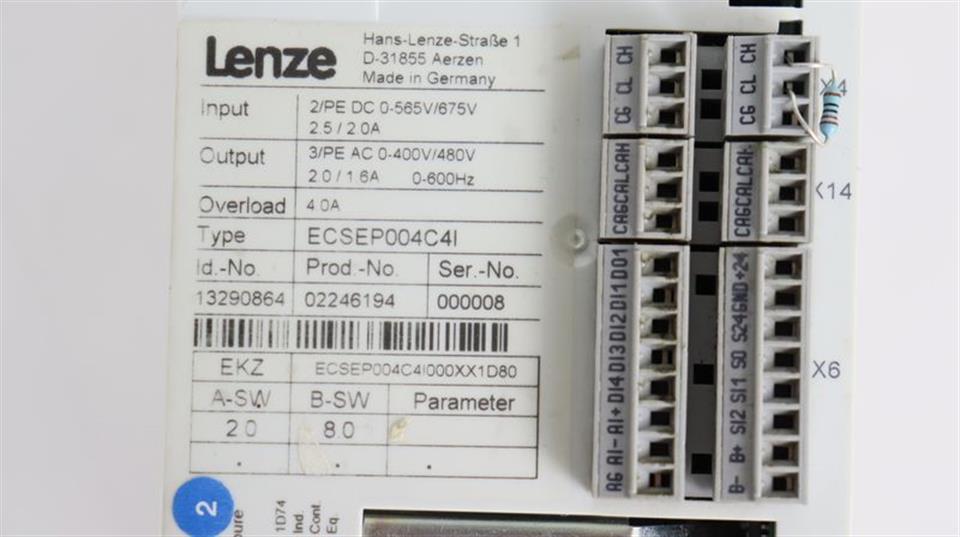 Lenze
Hans-Lenze-Straße 1
D-31855 Aerzen
Made in Germany
Input 2/PE DC 0-565V/675V
2.5 / 2.0A
Output 3/PE AC 0-400V/480V
2.0 / 1.6A 0-600Hz
Overload 4.0A
Type ECSEP004C4I
Id.-No. Prod.-No. Ser.-No.
13290864 02246194 000008
EKZ ECSEP004C4I000XX1D80
A-SW B-SW Parameter
2.0 8.0
. . .
2
1D74
Ind.
Cont.
Eq.
CG CL CH
CG CL CH
X4
CAG CAL CAH
CAG CAL CAH
X14
AG AI- AI+ DI4 DI3 DI2 DI1 DO1
B- B+ SI2 SI1 SO S24 GND +24
X6